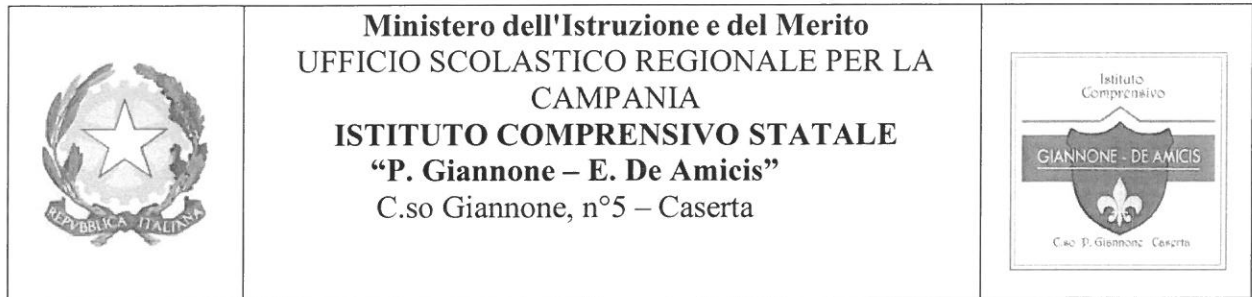 Ministero dell'Istruzione e del Merito
UFFICIO SCOLASTICO REGIONALE PER LA
CAMPANIA
ISTITUTO COMPRENSIVO STATALE
“P. Giannone – E. De Amicis”
C.so Giannone, n°5 – Caserta
REPVBBLICA ITALIANA
Istituto
Comprensivo
GIANNONE - DE AMICIS
C.so P. Giannone Caserta